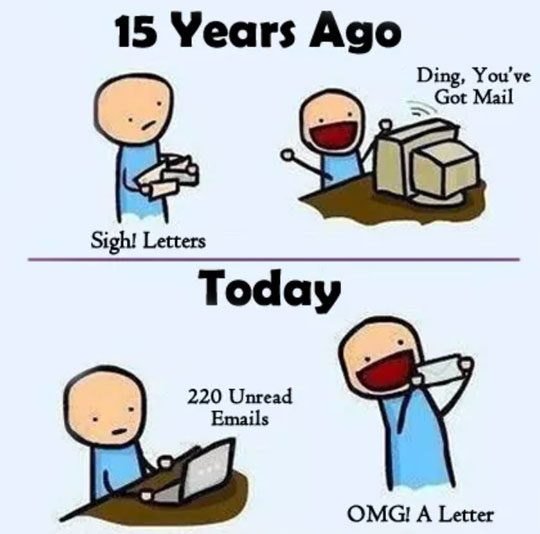 15 Years Ago
Ding, You've
Got Mail
Sigh! Letters
Today
220 Unread
Emails
OMG! A Letter